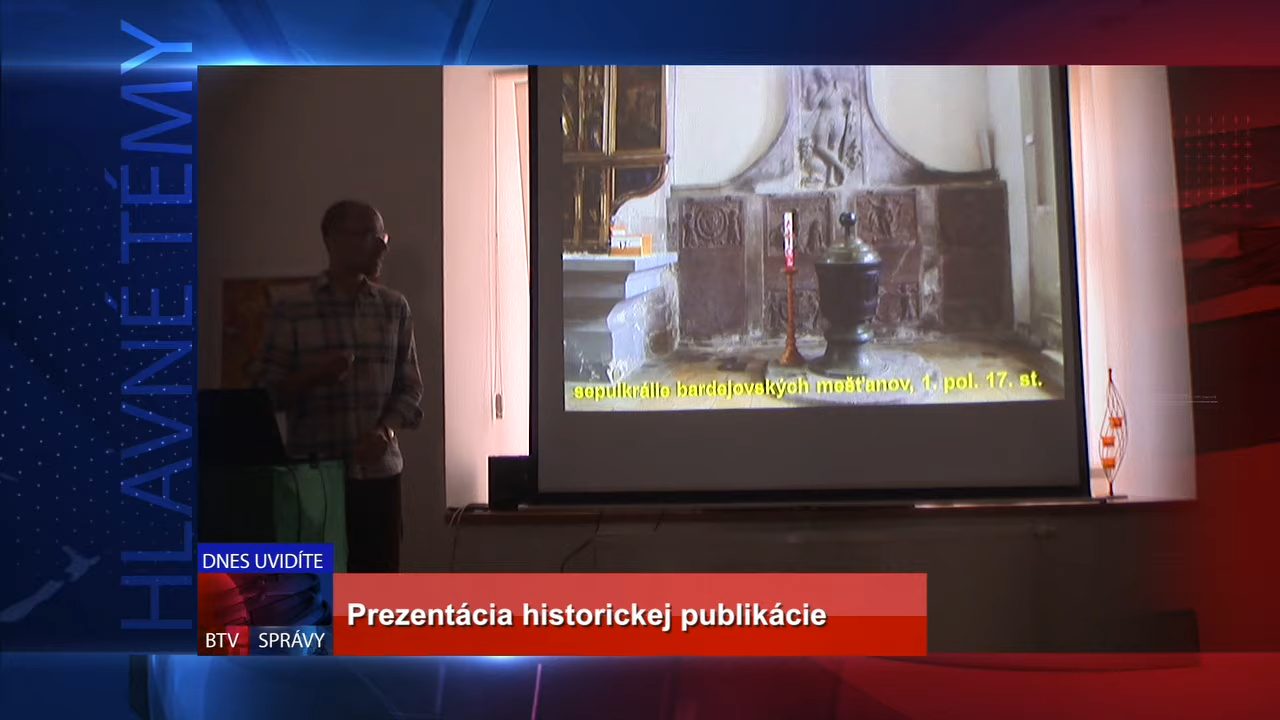 HLAVNÉ TÉMY
sepulkrálie bardejovských mešťanov, 1. pol. 17. st.
DNES UVIDÍTE
Prezentácia historickej publikácie
BTV SPRÁVY